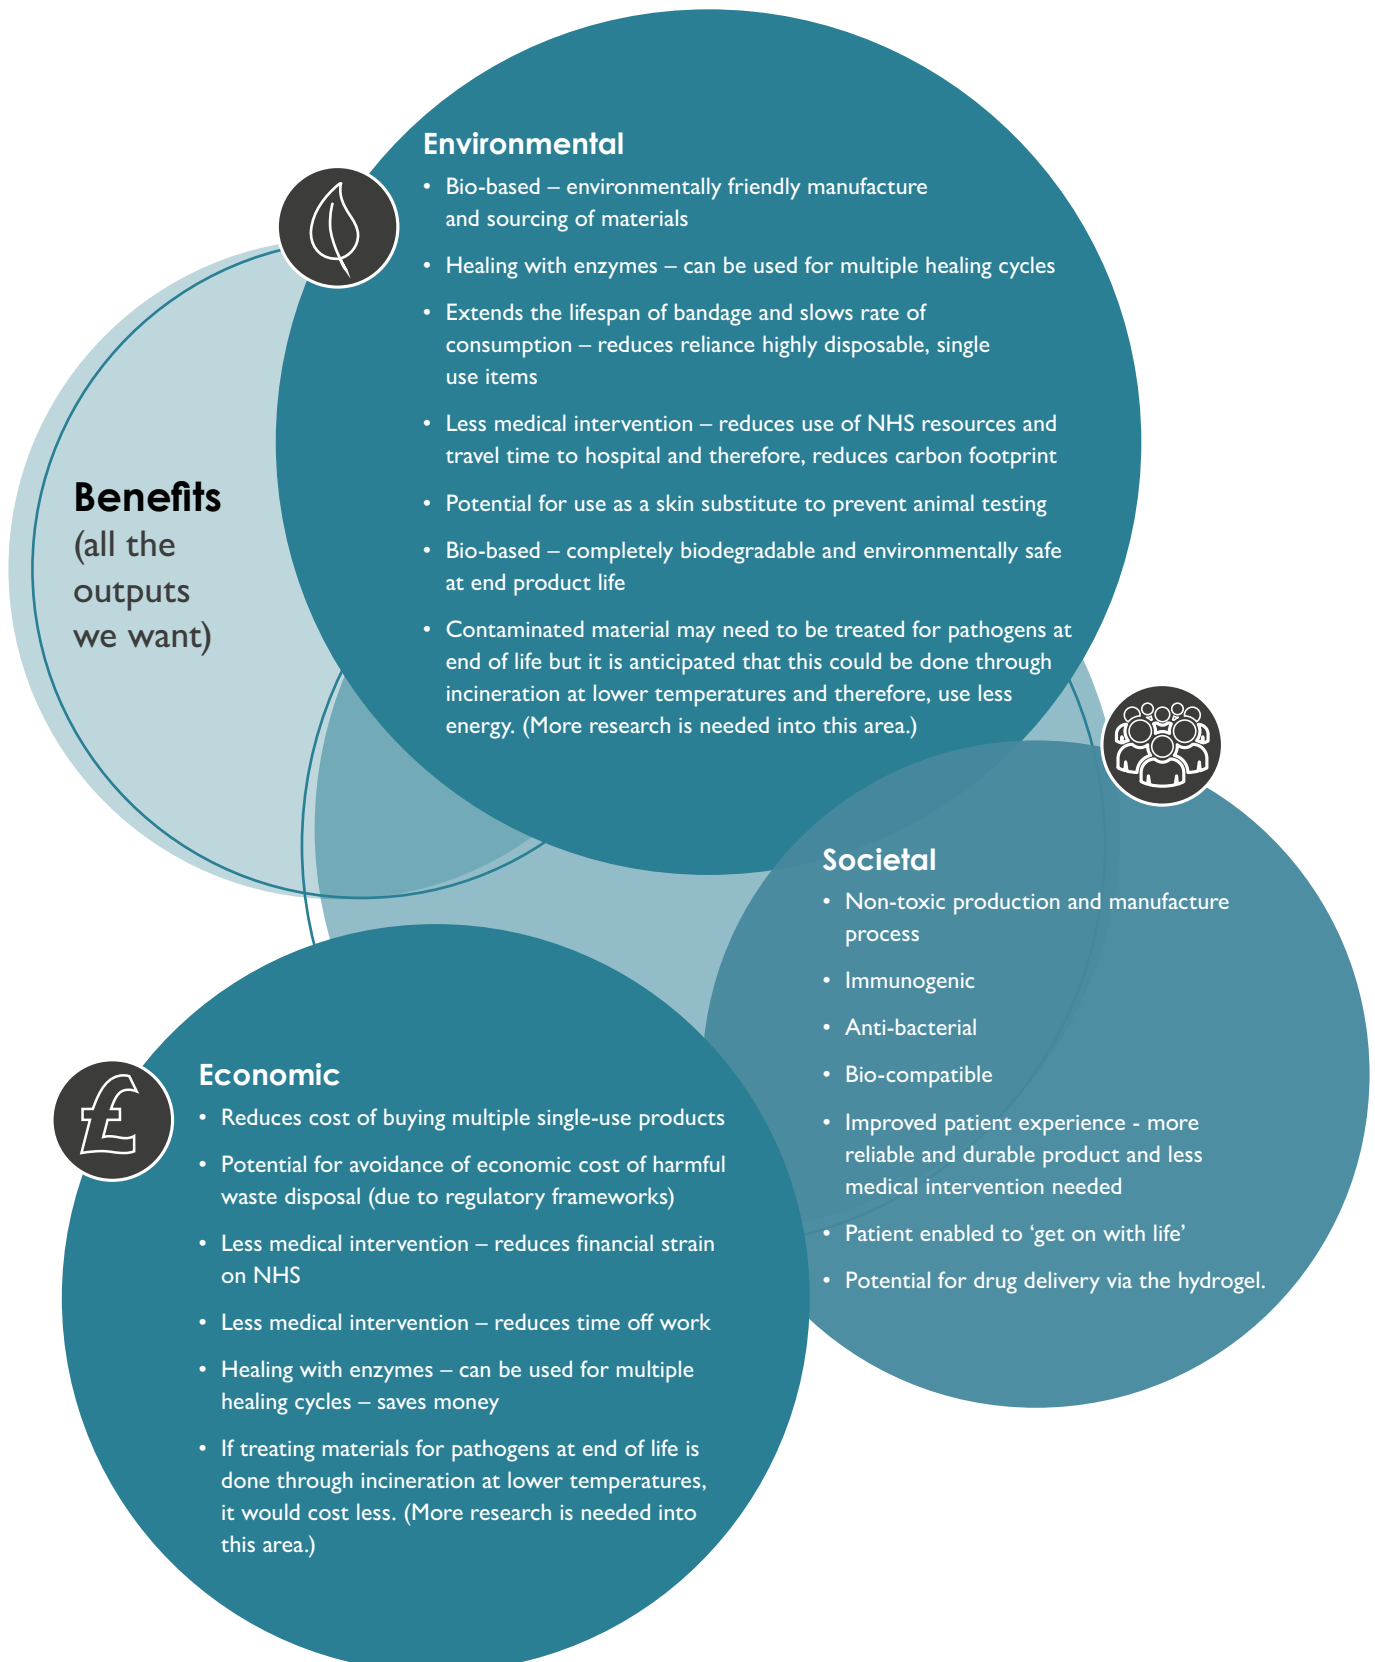 Environmental
• Bio-based – environmentally friendly manufacture
and sourcing of materials
• Healing with enzymes – can be used for multiple healing cycles
• Extends the lifespan of bandage and slows rate of
consumption – reduces reliance highly disposable, single
use items
• Less medical intervention – reduces use of NHS resources and
travel time to hospital and therefore, reduces carbon footprint
• Potential for use as a skin substitute to prevent animal testing
• Bio-based – completely biodegradable and environmentally safe
at end product life
• Contaminated material may need to be treated for pathogens at
end of life but it is anticipated that this could be done through
incineration at lower temperatures and therefore, use less
energy. (More research is needed into this area.)
Benefits
(all the
outputs
we want)
Societal
• Non-toxic production and manufacture
process
• Immunogenic
• Anti-bacterial
• Bio-compatible
• Improved patient experience - more
reliable and durable product and less
medical intervention needed
• Patient enabled to ‘get on with life’
• Potential for drug delivery via the hydrogel.
£
Economic
• Reduces cost of buying multiple single-use products
• Potential for avoidance of economic cost of harmful
waste disposal (due to regulatory frameworks)
• Less medical intervention – reduces financial strain
on NHS
• Less medical intervention – reduces time off work
• Healing with enzymes – can be used for multiple
healing cycles – saves money
• If treating materials for pathogens at end of life is
done through incineration at lower temperatures,
it would cost less. (More research is needed into
this area.)